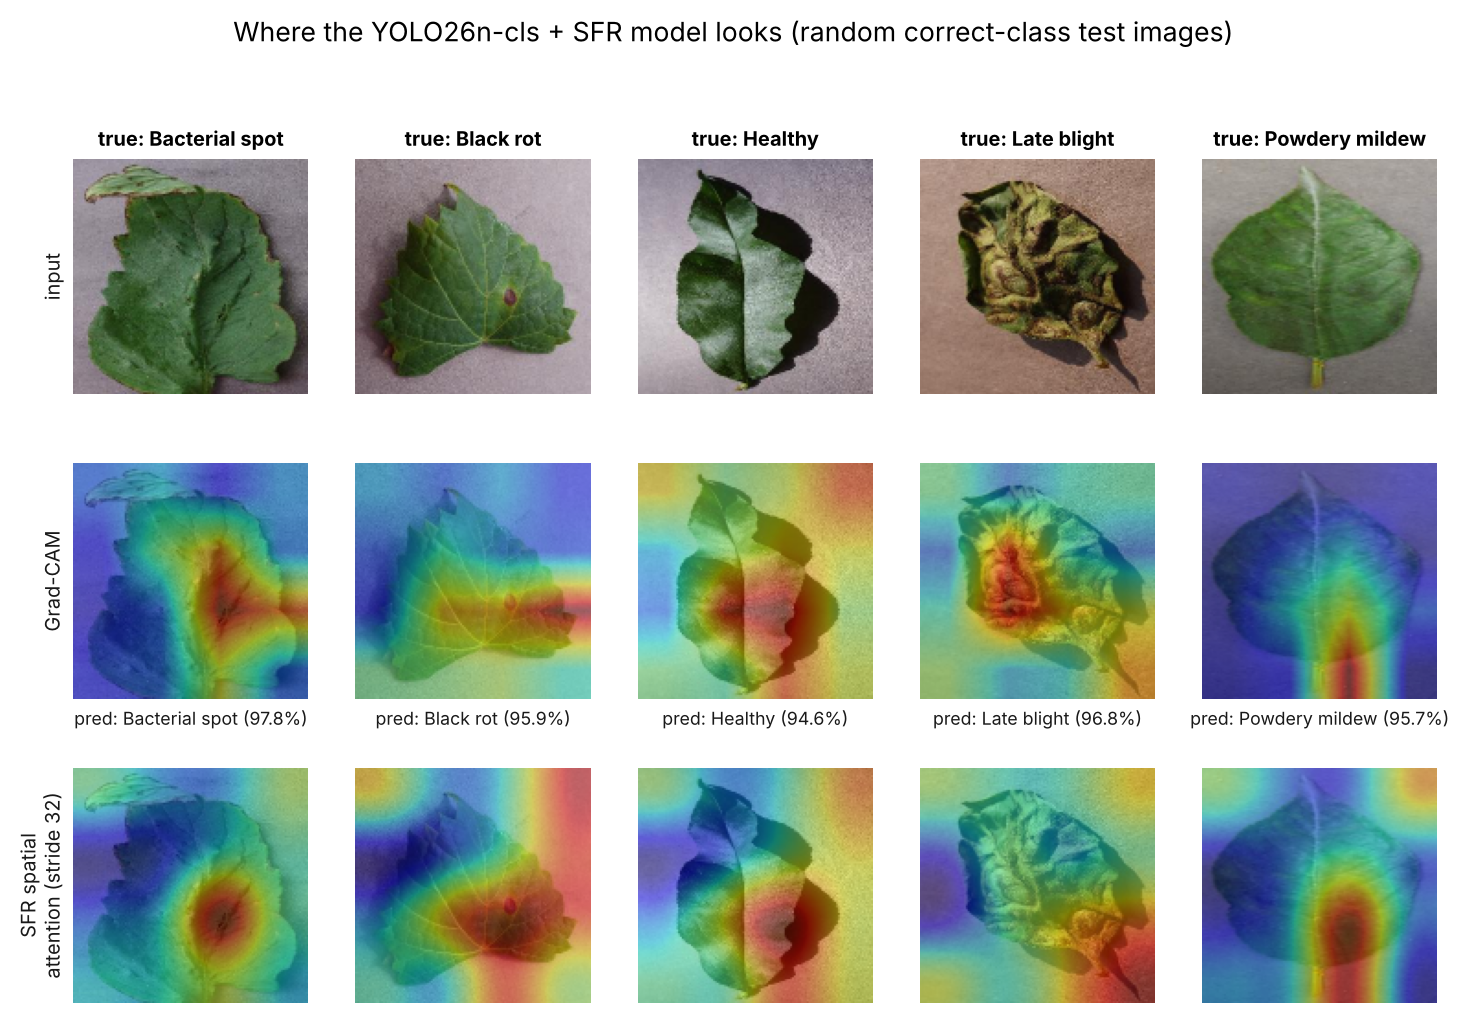 Where the YOLO26n-cls + SFR model looks (random correct-class test images)
true: Bacterial spot
true: Black rot
true: Healthy
true: Late blight
true: Powdery mildew
input
Grad-CAM
pred: Bacterial spot (97.8%)
pred: Black rot (95.9%)
pred: Healthy (94.6%)
pred: Late blight (96.8%)
pred: Powdery mildew (95.7%)
SFR spatial
attention (stride 32)